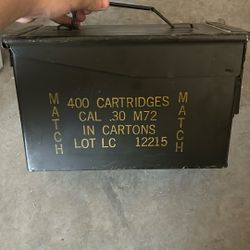 MATCH
400 CARTRIDGES
CAL .30 M72
IN CARTONS
LOT LC 12215
MATCH